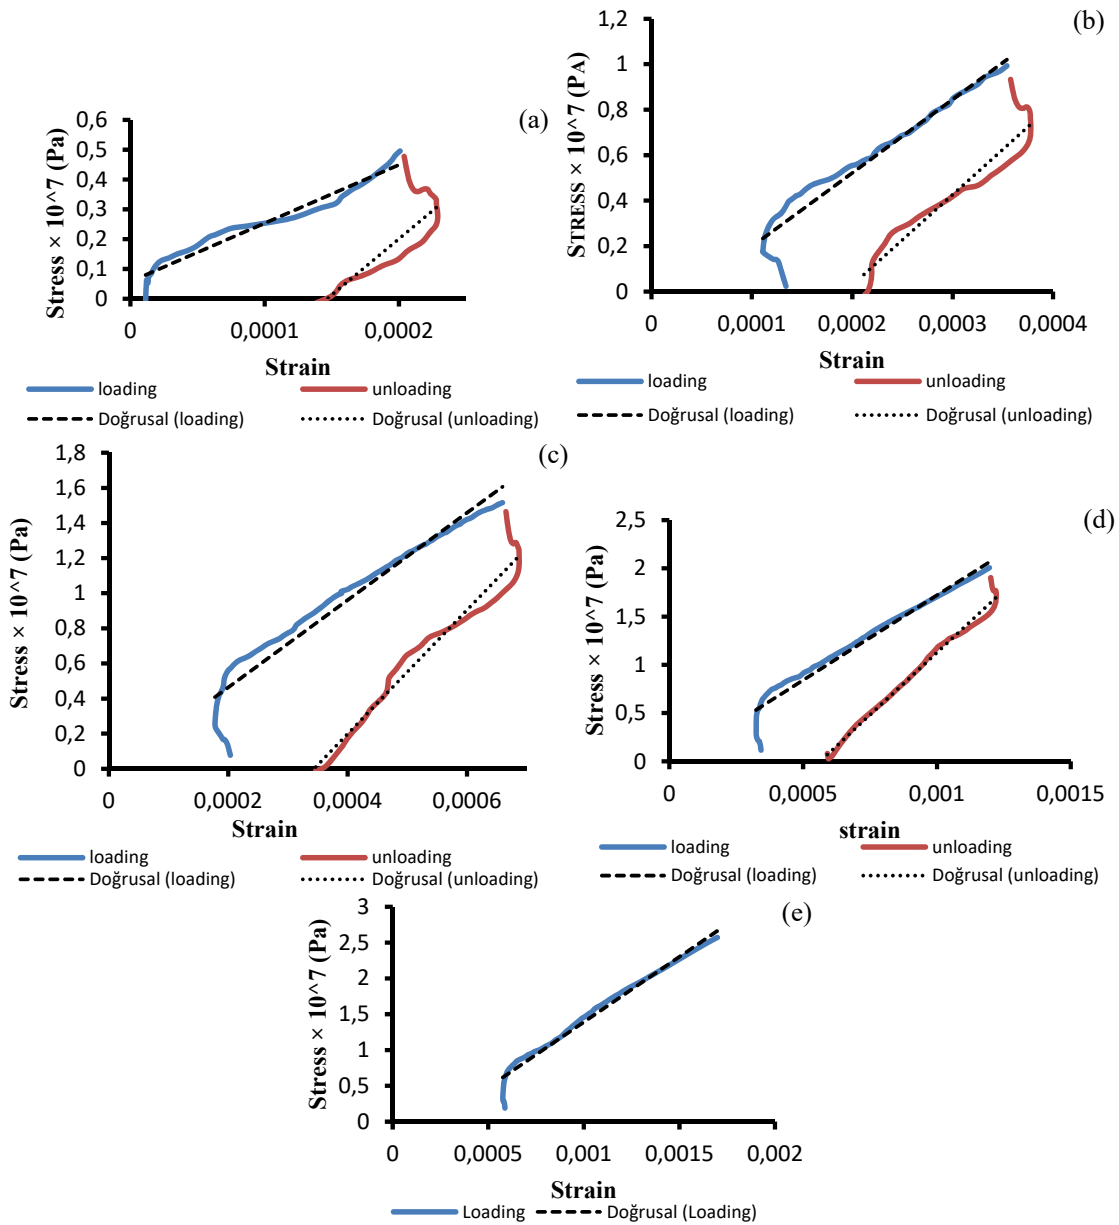 (a)
Stress × 10^7 (Pa)
0,6
0,5
0,4
0,3
0,2
0,1
0
0 0,0001 0,0002
Strain
loading unloading
Doğrusal (loading) Doğrusal (unloading)
(b)
STRESS × 10^7 (PA)
1,2
1
0,8
0,6
0,4
0,2
0
0 0,0001 0,0002 0,0003 0,0004
Strain
loading unloading
Doğrusal (loading) Doğrusal (unloading)
(c)
Stress × 10^7 (Pa)
1,8
1,6
1,4
1,2
1
0,8
0,6
0,4
0,2
0
0 0,0002 0,0004 0,0006
Strain
loading unloading
Doğrusal (loading) Doğrusal (unloading)
(d)
Stress × 10^7 (Pa)
2,5
2
1,5
1
0,5
0
0 0,0005 0,001 0,0015
strain
loading unloading
Doğrusal (loading) Doğrusal (unloading)
(e)
Stress × 10^7 (Pa)
3
2,5
2
1,5
1
0,5
0
0 0,0005 0,001 0,0015 0,002
Strain
Loading Doğrusal (Loading)